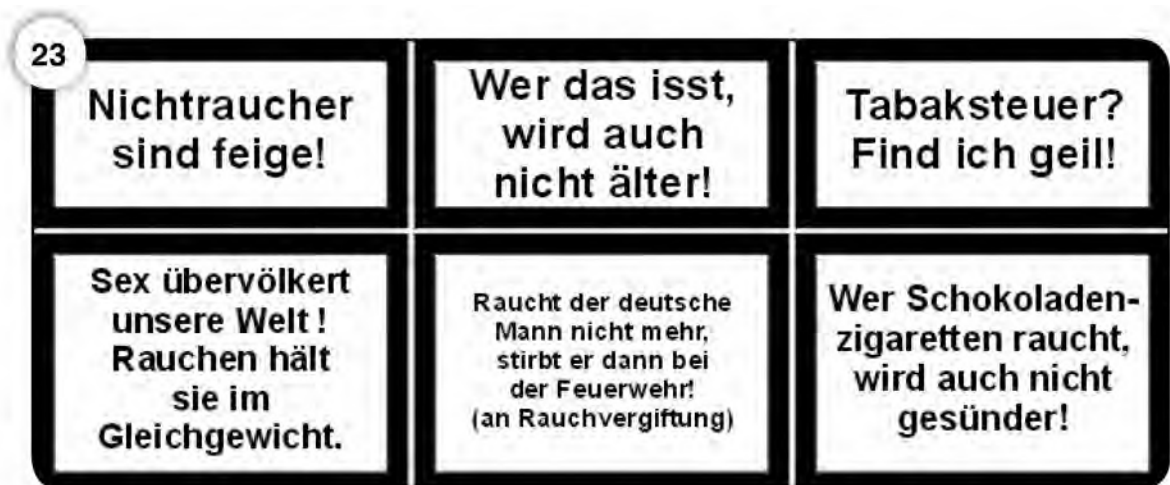 23
Nichtraucher
sind feige!
Wer das isst,
wird auch
nicht älter!
Tabaksteuer?
Find ich geil!
Sex übervölkert
unsere Welt !
Rauchen hält
sie im
Gleichgewicht.
Raucht der deutsche
Mann nicht mehr,
stirbt er dann bei
der Feuerwehr!
(an Rauchvergiftung)
Wer Schokoladen-
zigaretten raucht,
wird auch nicht
gesünder!